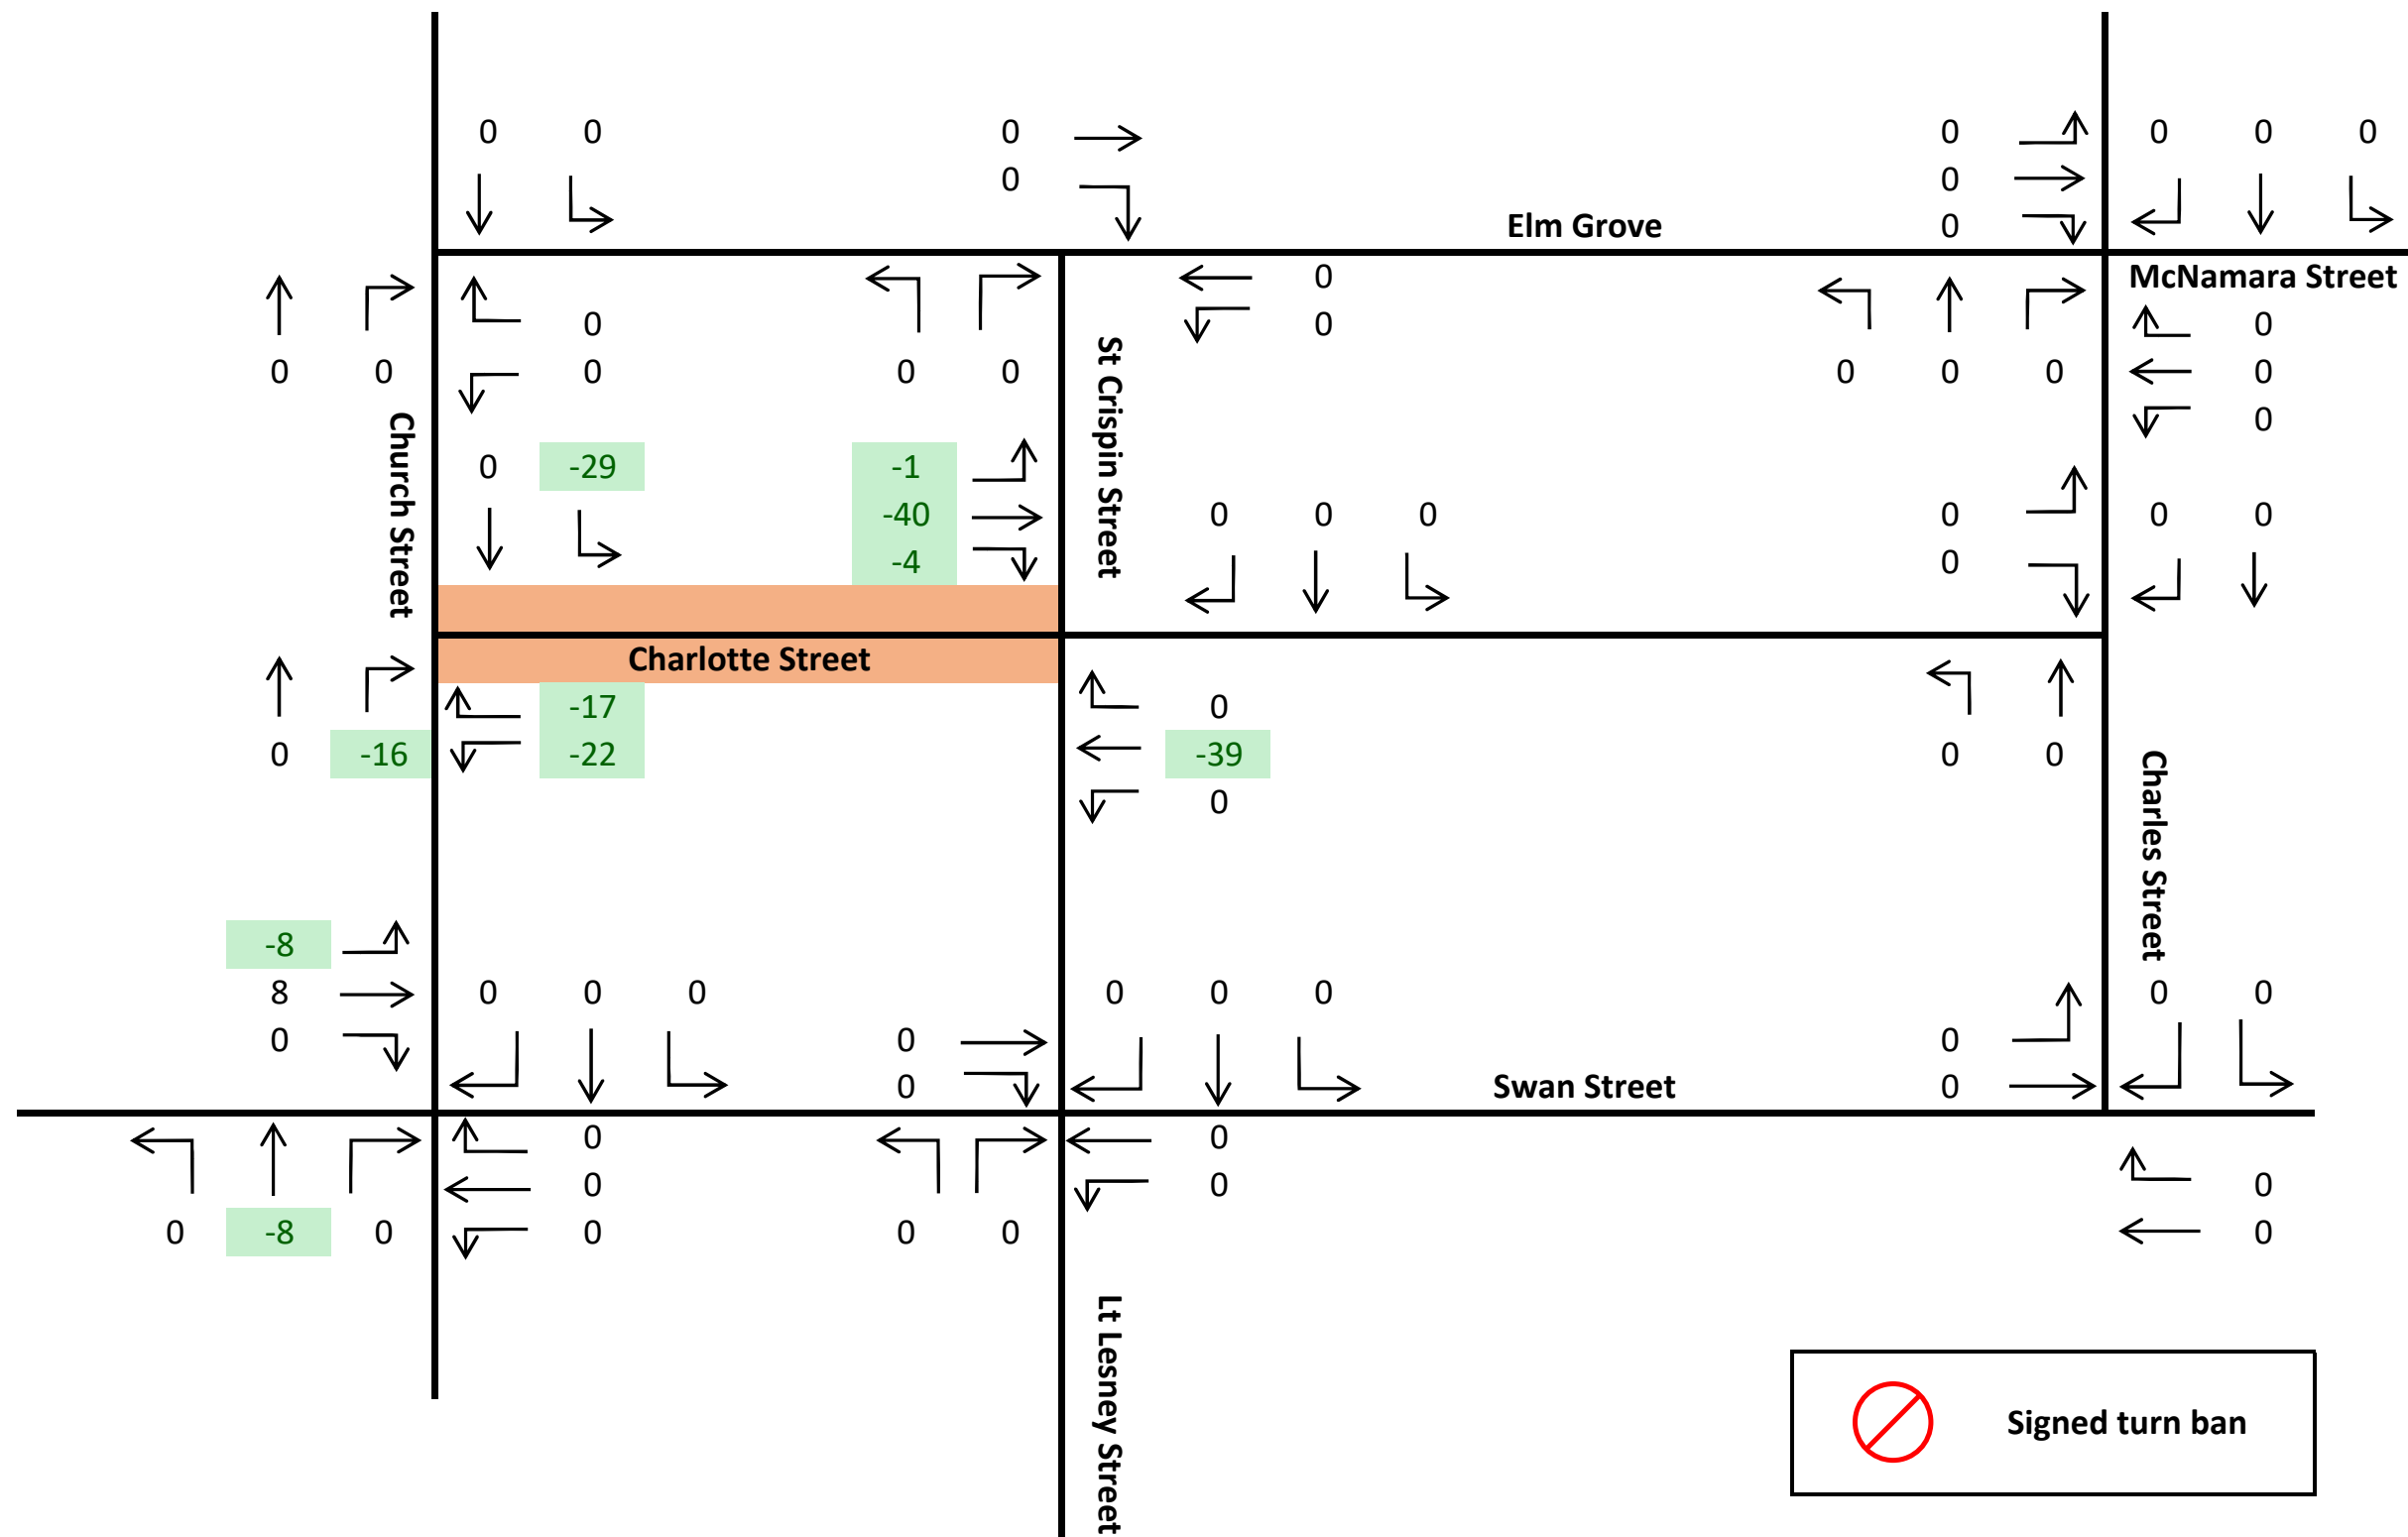 0 0 0 0 0 0 0
0 0
Elm Grove 0
0 McNamara Street
0 0 0
0 0 0 0 0 0 0 0 0
0
Church Street
St Crispin Street
0 -29 -1
-40 0 0 0 0 0 0
-4 0
Charlotte Street
-17 0
0 -16 -22 -39 0 0
0
Charles Street
-8
8 0 0 0 0 0 0 0 0
0 0 0
0 Swan Street 0
0 0
0 0
0 -8 0 0 0 0 0
Lt Lesney Street
Signed turn ban